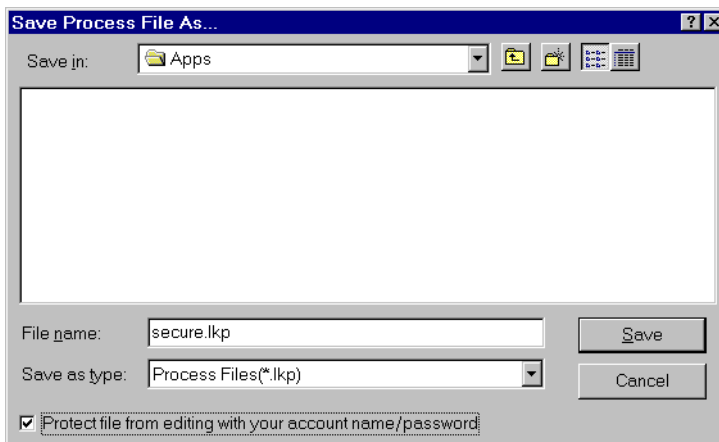 Save Process File As...
Save in: Apps
File name: secure.lkp
Save
Save as type: Process Files(*.lkp)
Cancel
Protect file from editing with your account name/password